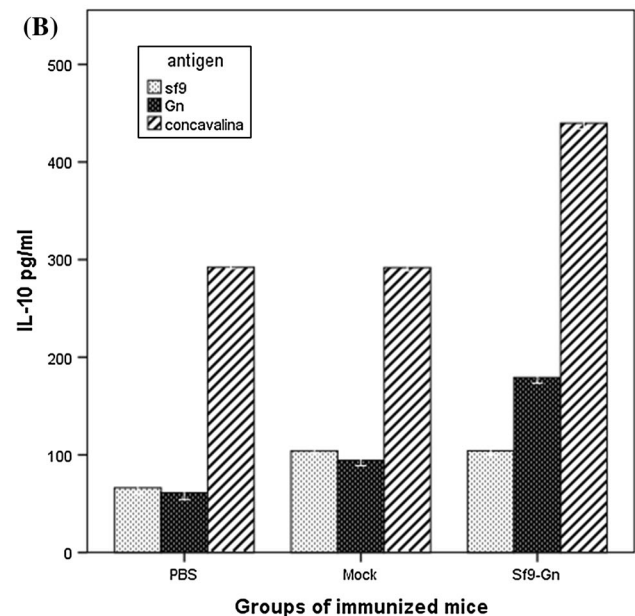 (B)
antigen
sf9
Gn
concavalina
500
400
300
200
100
0
IL-10 pg/ml
PBS Mock Sf9-Gn
Groups of immunized mice